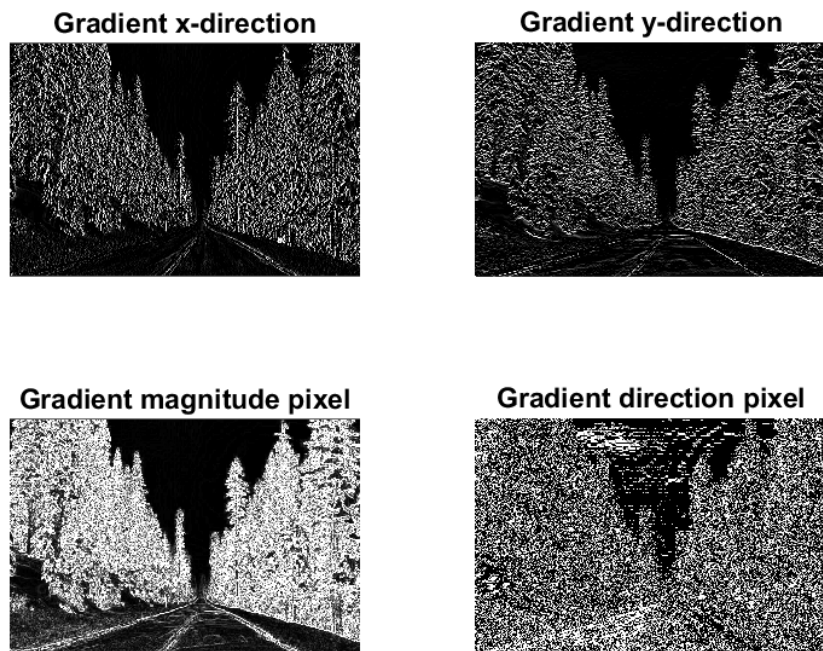 Gradient x-direction
Gradient y-direction
Gradient magnitude pixel
Gradient direction pixel